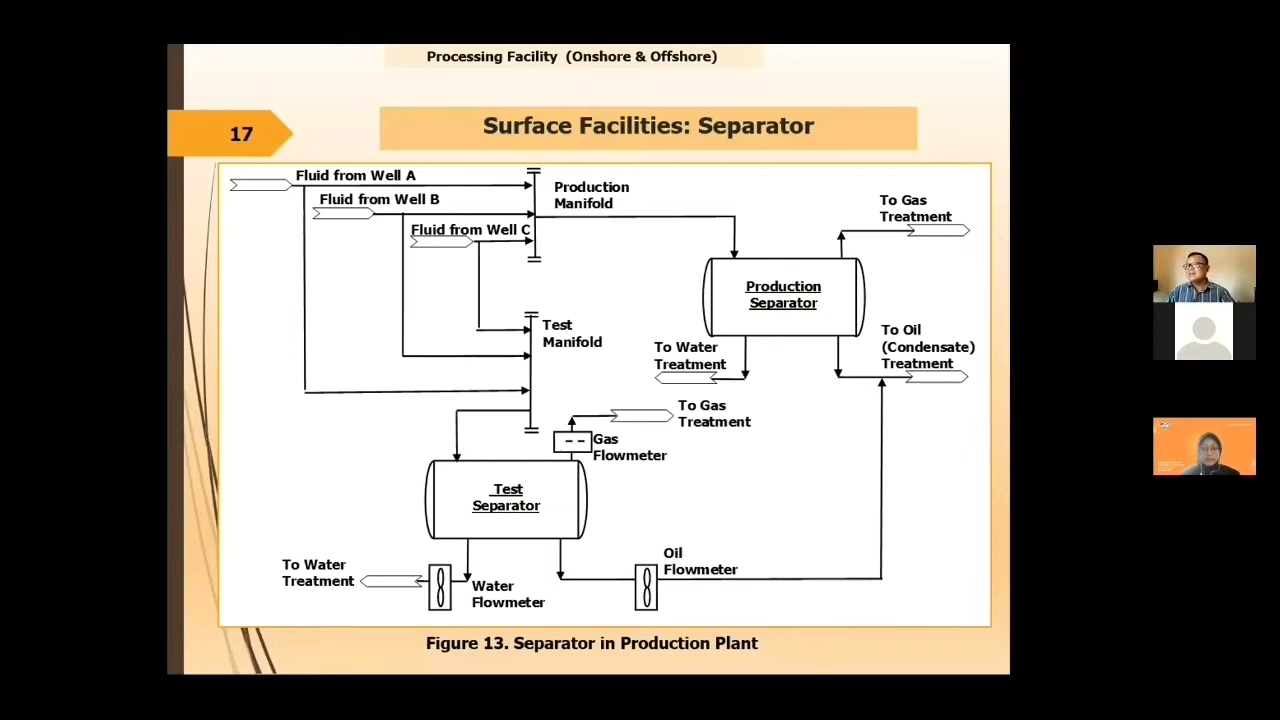 Processing Facility (Onshore & Offshore)
17
Surface Facilities: Separator
Fluid from Well A
Fluid from Well B
Fluid from Well C
Production
Manifold
To Gas
Treatment
Production
Separator
Test
Manifold
To Water
Treatment
To Oil
(Condensate)
Treatment
To Gas
Treatment
Gas
Flowmeter
Test
Separator
To Water
Treatment
Water
Flowmeter
Oil
Flowmeter
Figure 13. Separator in Production Plant